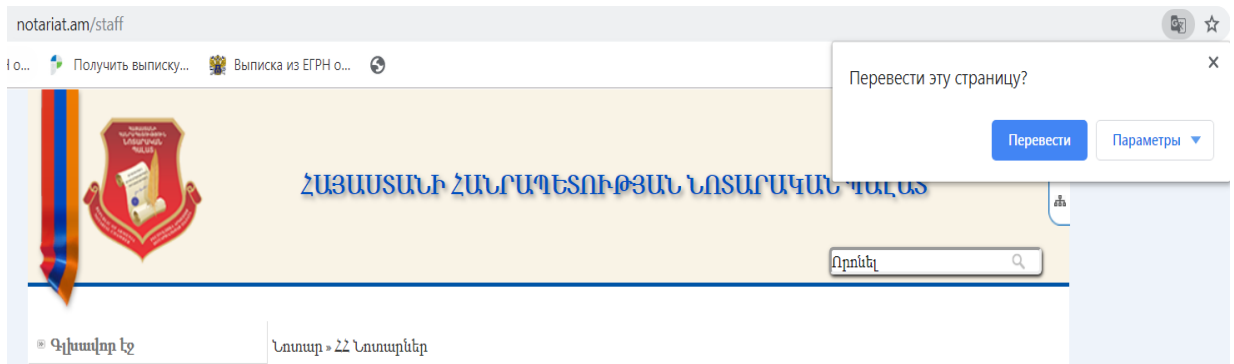 notariat.am/staff
Н о...
Получить выписку...
Выписка из ЕГРН о...
Перевести эту страницу?
x
Перевести
Параметры
ՀԱՅԱՍՏԱՆԻ ՀԱՆՐԱՊԵՏՈՒԹՅԱՆ ՆՈՏԱՐԱԿԱՆ ՊԱԼԱՏ
Որոնել
Գլխավոր էջ
Նոտար » ՀՀ Նոտարներ